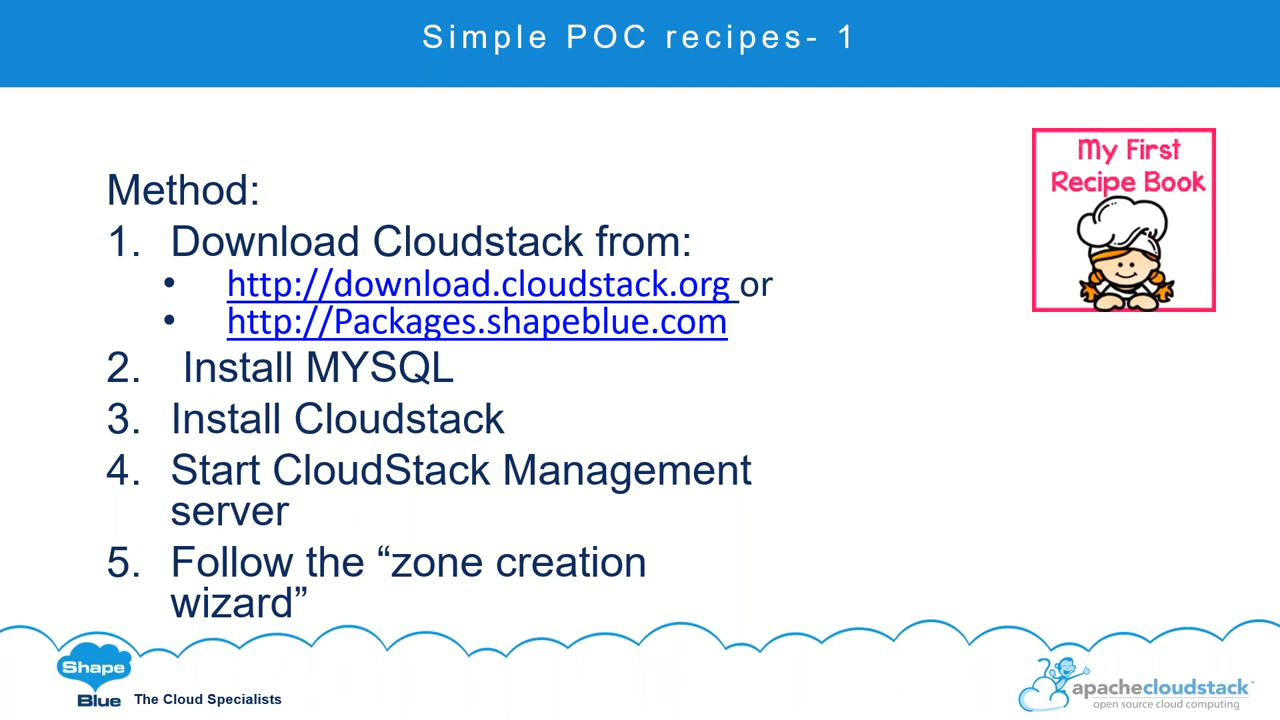 Simple POC recipes- 1
My First
Recipe Book
Method:
1. Download Cloudstack from:
• http://download.cloudstack.org or
• http://Packages.shapeblue.com
2. Install MYSQL
3. Install Cloudstack
4. Start CloudStack Management
server
5. Follow the “zone creation
wizard”
Shape
Blue The Cloud Specialists
apachecloudstack™
open source cloud computing